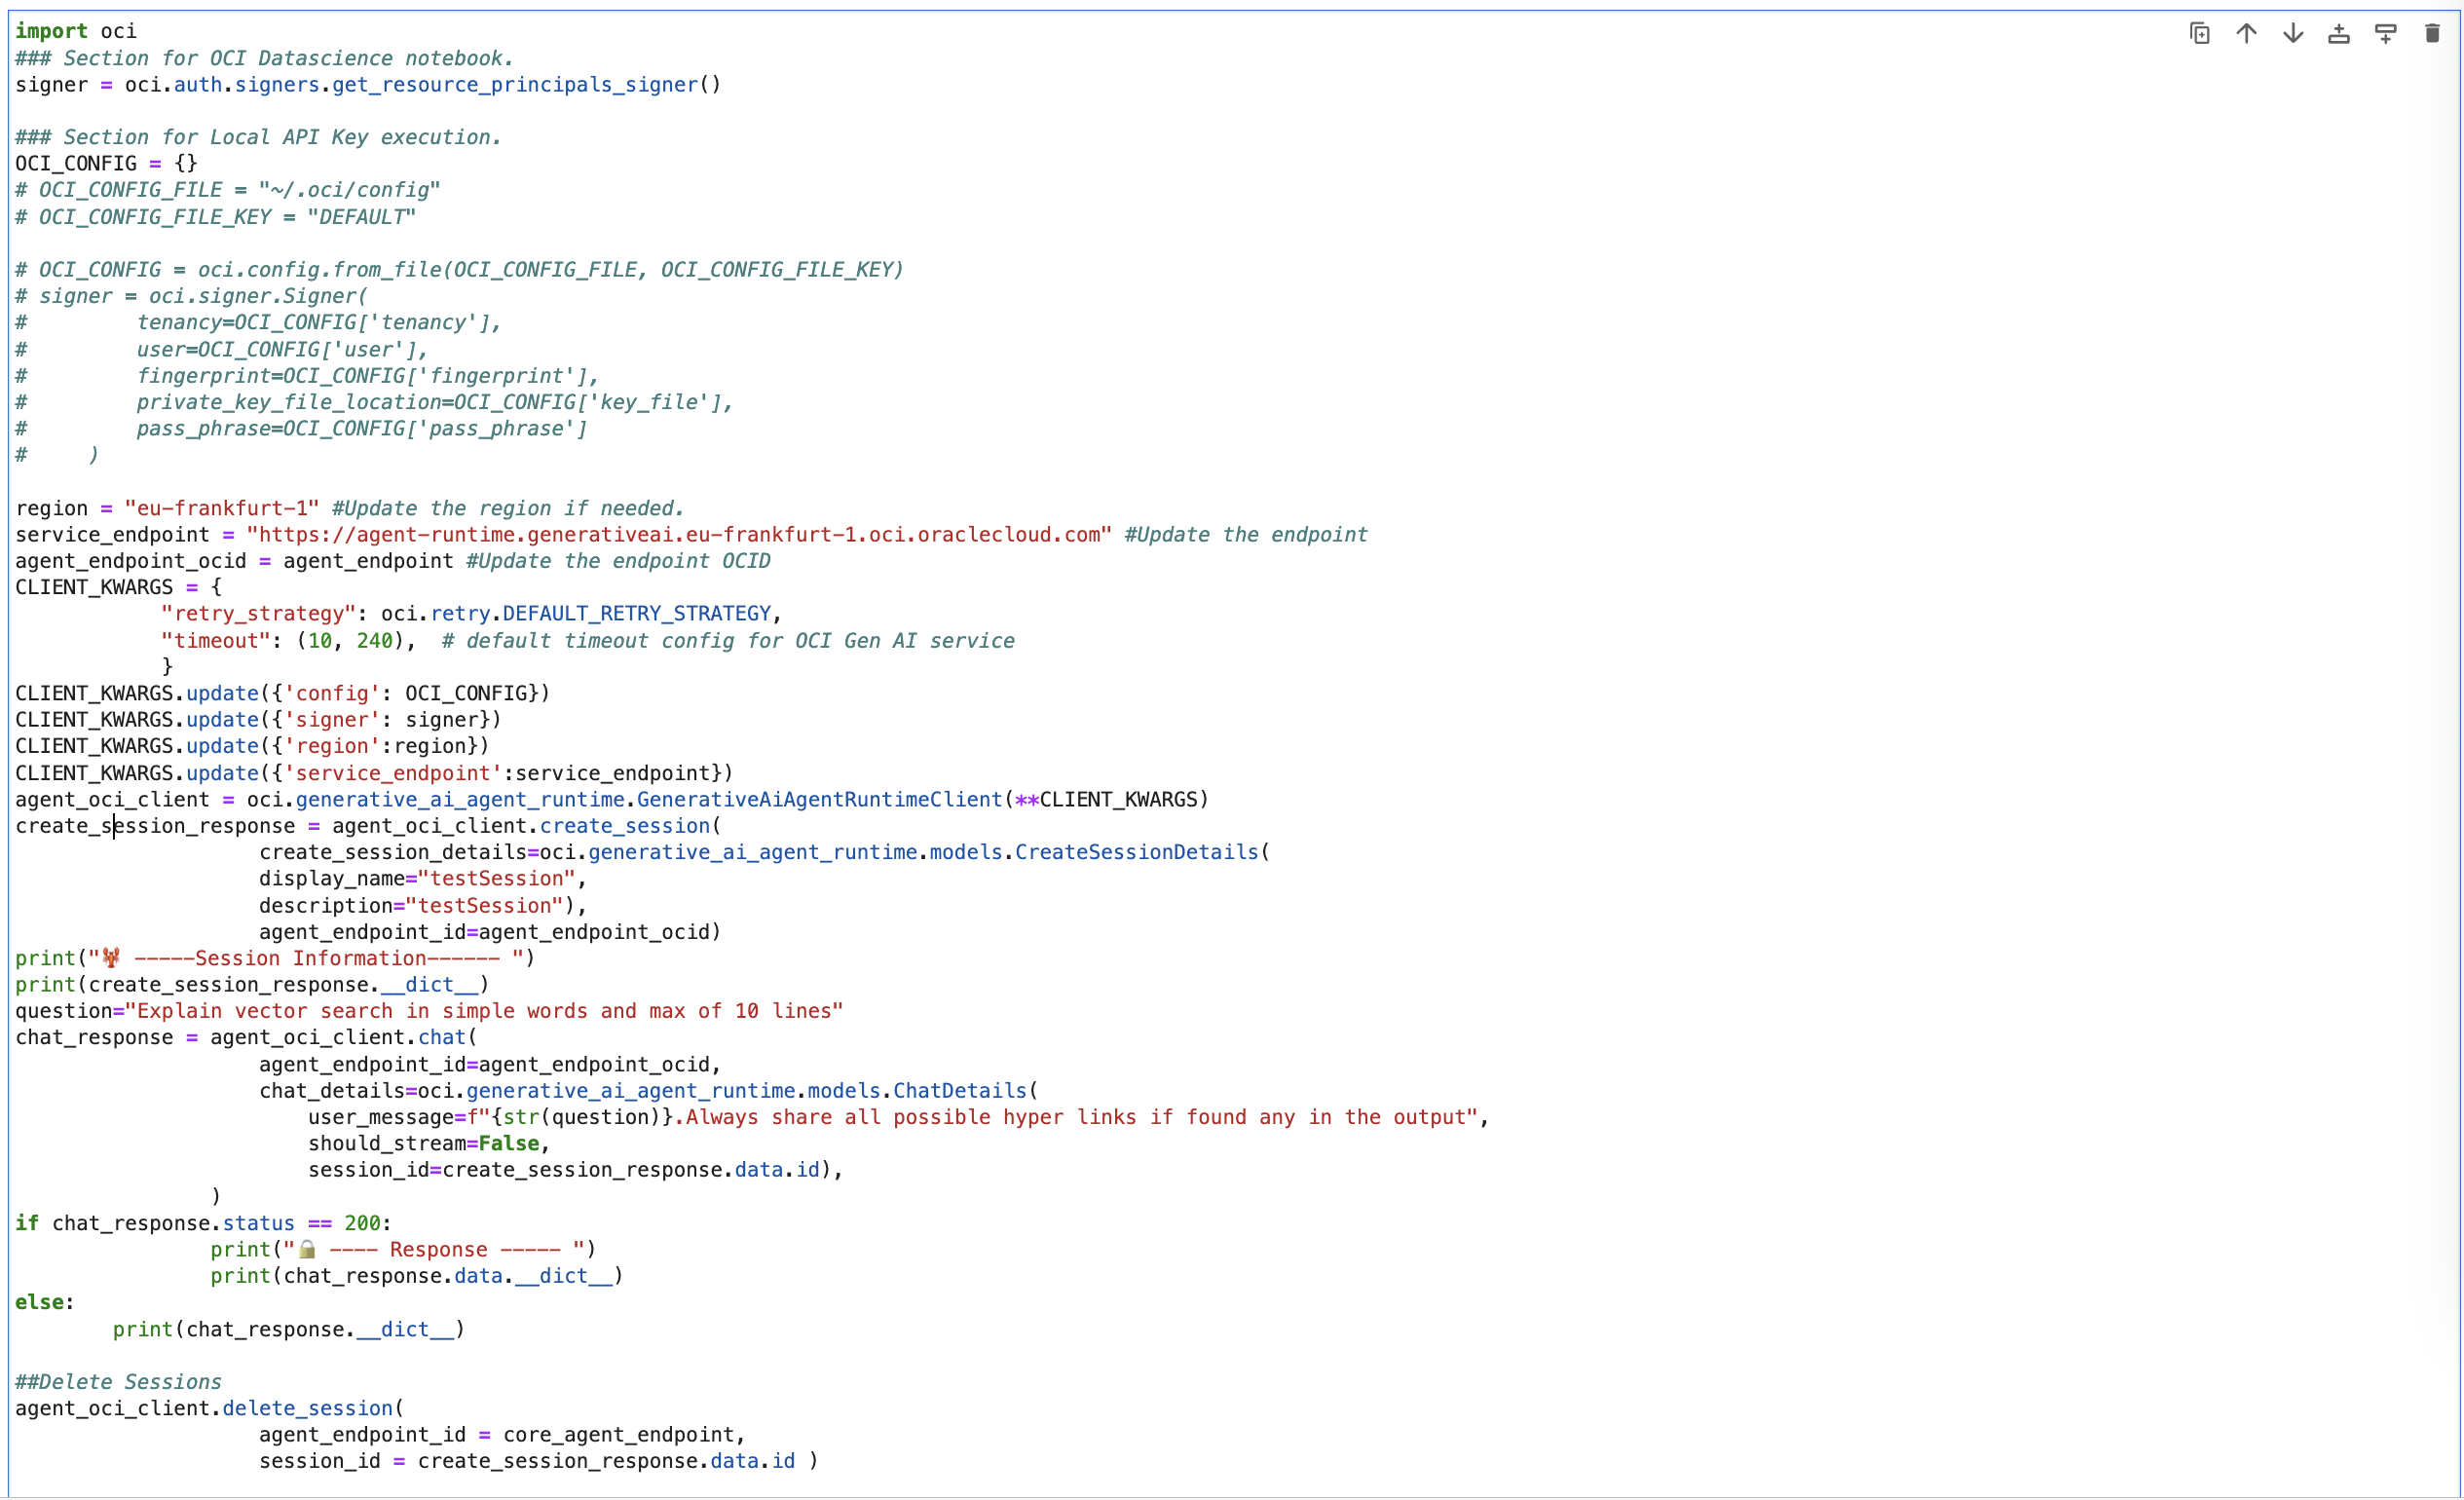 import oci
### Section for OCI Datascience notebook.
signer = oci.auth.signers.get_resource_principals_signer()

### Section for Local API Key execution.
OCI_CONFIG = {}
# OCI_CONFIG_FILE = "~/.oci/config"
# OCI_CONFIG_FILE_KEY = "DEFAULT"

# OCI_CONFIG = oci.config.from_file(OCI_CONFIG_FILE, OCI_CONFIG_FILE_KEY)
# signer = oci.signer.Signer(
#         tenancy=OCI_CONFIG['tenancy'],
#         user=OCI_CONFIG['user'],
#         fingerprint=OCI_CONFIG['fingerprint'],
#         private_key_file_location=OCI_CONFIG['key_file'],
#         pass_phrase=OCI_CONFIG['pass_phrase']
#     )

region = "eu-frankfurt-1" #Update the region if needed.
service_endpoint = "https://agent-runtime.generativeai.eu-frankfurt-1.oci.oraclecloud.com" #Update the endpoint
agent_endpoint_ocid = agent_endpoint #Update the endpoint OCID
CLIENT_KWARGS = {
            "retry_strategy": oci.retry.DEFAULT_RETRY_STRATEGY,
            "timeout": (10, 240),  # default timeout config for OCI Gen AI service
            }
CLIENT_KWARGS.update({'config': OCI_CONFIG})
CLIENT_KWARGS.update({'signer': signer})
CLIENT_KWARGS.update({'region':region})
CLIENT_KWARGS.update({'service_endpoint':service_endpoint})
agent_oci_client = oci.generative_ai_agent_runtime.GenerativeAiAgentRuntimeClient(**CLIENT_KWARGS)
create_session_response = agent_oci_client.create_session(
                    create_session_details=oci.generative_ai_agent_runtime.models.CreateSessionDetails(
                    display_name="testSession",
                    description="testSession"),
                    agent_endpoint_id=agent_endpoint_ocid)
print("🦞 -----Session Information------ ")
print(create_session_response.__dict__)
question="Explain vector search in simple words and max of 10 lines"
chat_response = agent_oci_client.chat(
                    agent_endpoint_id=agent_endpoint_ocid,
                    chat_details=oci.generative_ai_agent_runtime.models.ChatDetails(
                        user_message=f"{str(question)}.Always share all possible hyper links if found any in the output",
                        should_stream=False,
                        session_id=create_session_response.data.id),
                )
if chat_response.status == 200:
                print("🔒 ---- Response ----- ")
                print(chat_response.data.__dict__)
else:
        print(chat_response.__dict__)

##Delete Sessions
agent_oci_client.delete_session(
                    agent_endpoint_id = core_agent_endpoint,
                    session_id = create_session_response.data.id )